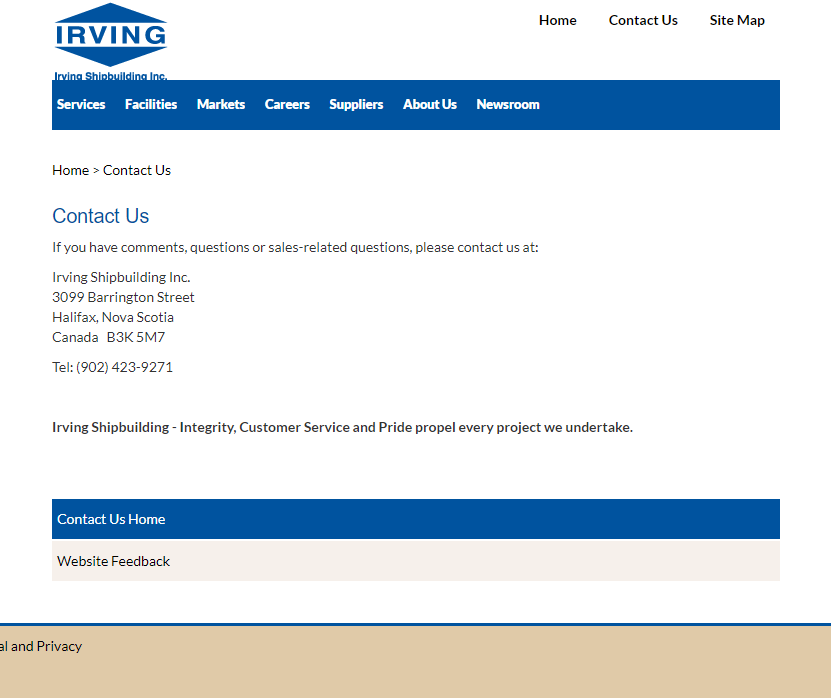 IRVING
Irving Shipbuilding Inc.
Home Contact Us Site Map
Services Facilities Markets Careers Suppliers About Us Newsroom
Home > Contact Us
Contact Us
If you have comments, questions or sales-related questions, please contact us at:
Irving Shipbuilding Inc.
3099 Barrington Street
Halifax, Nova Scotia
Canada B3K 5M7
Tel: (902) 423-9271
Irving Shipbuilding - Integrity, Customer Service and Pride propel every project we undertake.
Contact Us Home
Website Feedback
al and Privacy